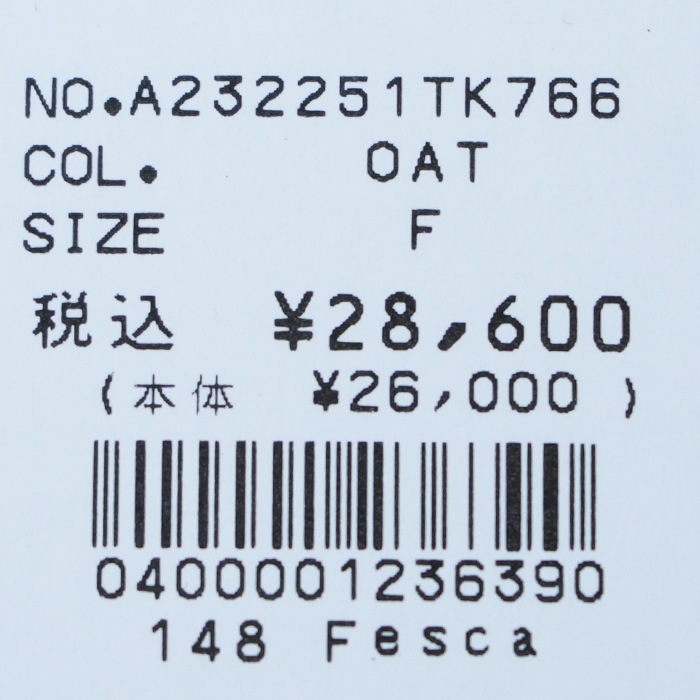 NO.A232251TK766
COL. OAT
SIZE F
税込 ¥28,600
(本体 ¥26,000 )
0400001236390
148 Fesca